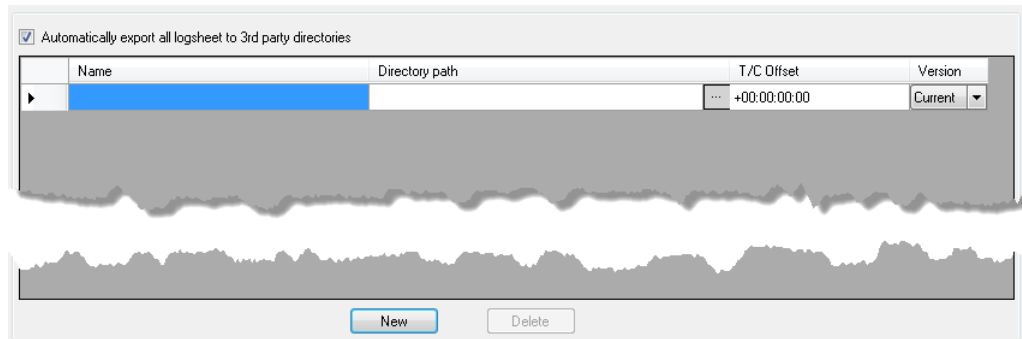 Automatically export all logsheet to 3rd party directories
Name Directory path T/C Offset Version
... +00:00:00:00 Current
New Delete